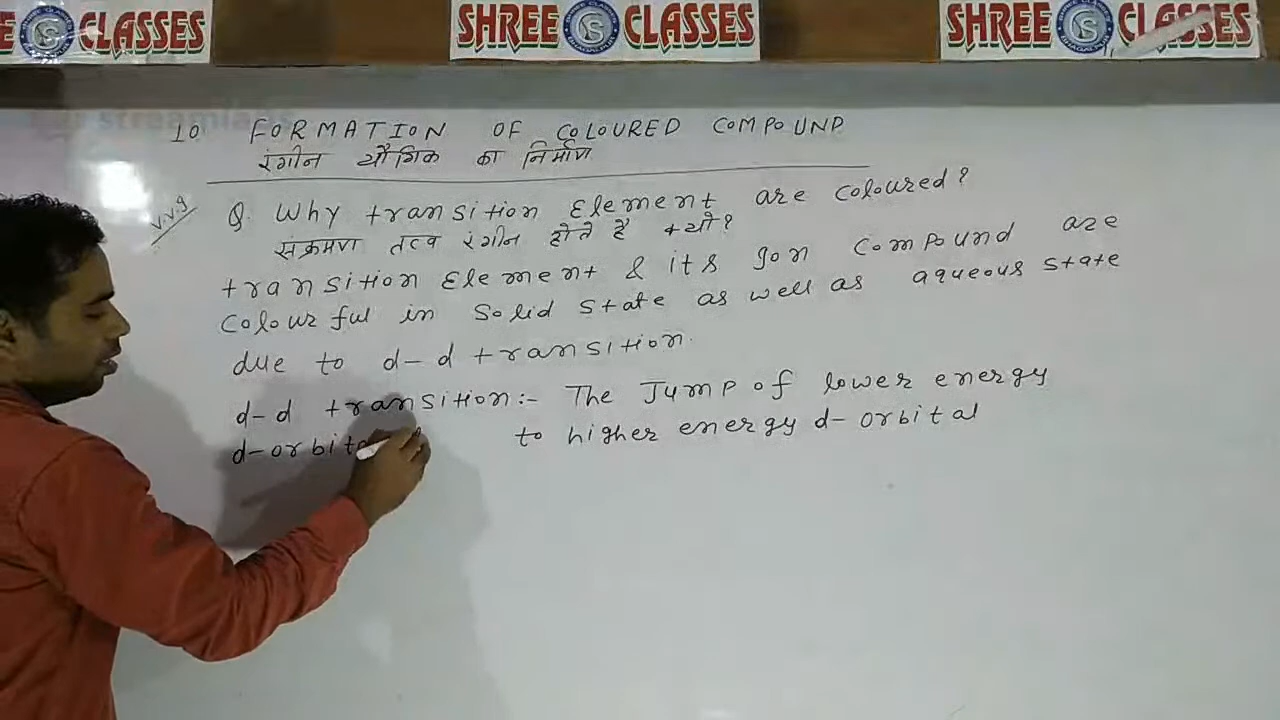 CLASSES
SHREE CLASSES
SHREE CLASSES
10 FORMATION OF COLOURED COMPOUND
रंगीन यौगिक का निर्माण
V.V.g Q. Why transition Element are coloured?
संक्रमण तत्व रंगीन होते है क्यो?
transition Element & its Ion compound are
Colourful in Solid state as well as aqueous state
due to d-d transition.
d-d transition:- The Jump of lower energy
d-orbital to higher energy d-orbital